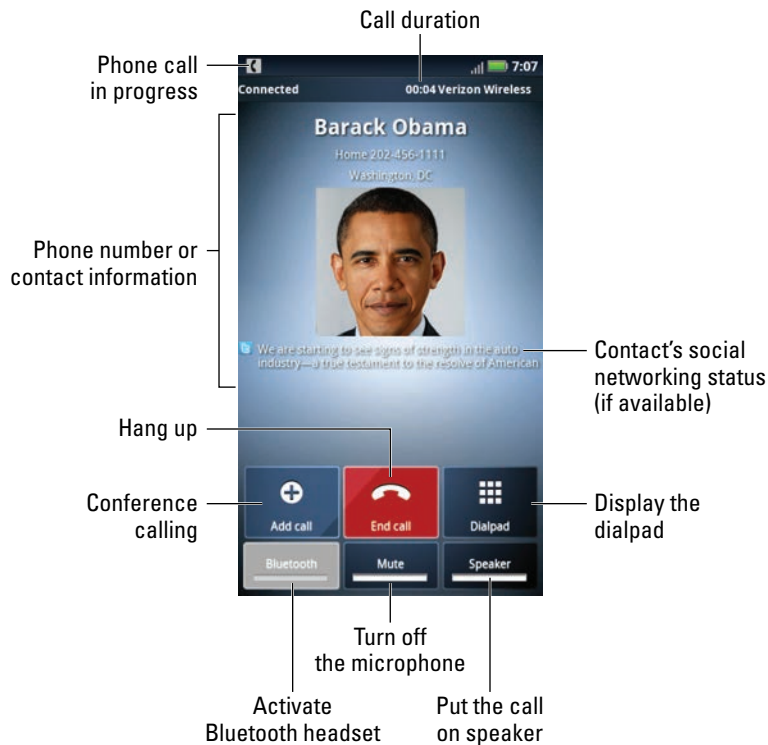 Call duration
Phone call
in progress
7:07
Connected
00:04 Verizon Wireless
Barack Obama
Home 202-456-1111
Washington, DC
Phone number or
contact information
We are starting to see signs of strength in the auto
industry—a true testament to the resolve of American
Contact's social
networking status
(if available)
Hang up
Conference
calling
Add call
End call
Dialpad
Display the
dialpad
Bluetooth
Mute
Speaker
Turn off
the microphone
Activate
Bluetooth headset
Put the call
on speaker